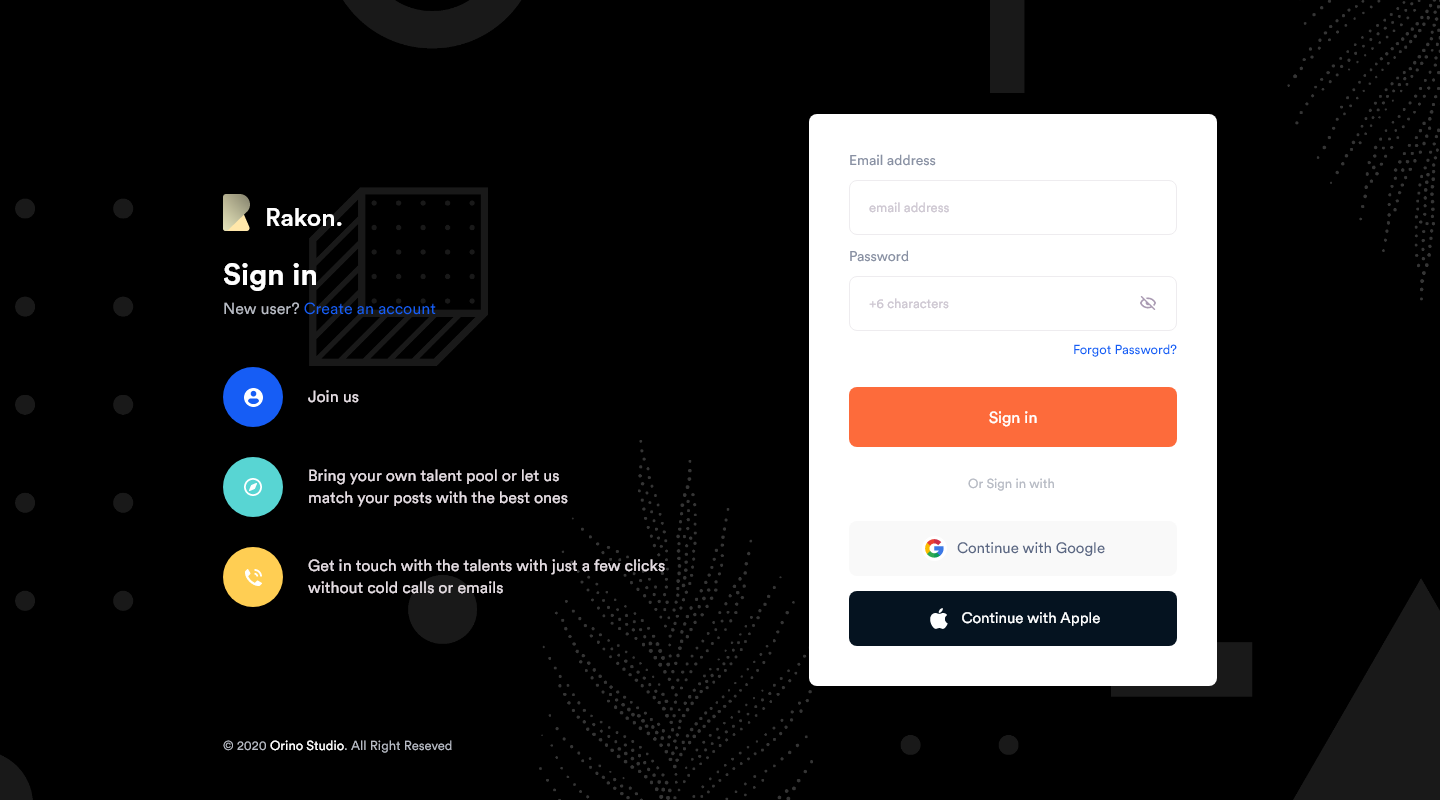 Rakon.
Sign in
New user? Create an account
Join us
Bring your own talent pool or let us
match your posts with the best ones
Get in touch with the talents with just a few clicks
without cold calls or emails
© 2020 Orino Studio. All Right Reseved
Email address
email address
Password
+6 characters
Forgot Password?
Sign in
Or Sign in with
Continue with Google
Continue with Apple